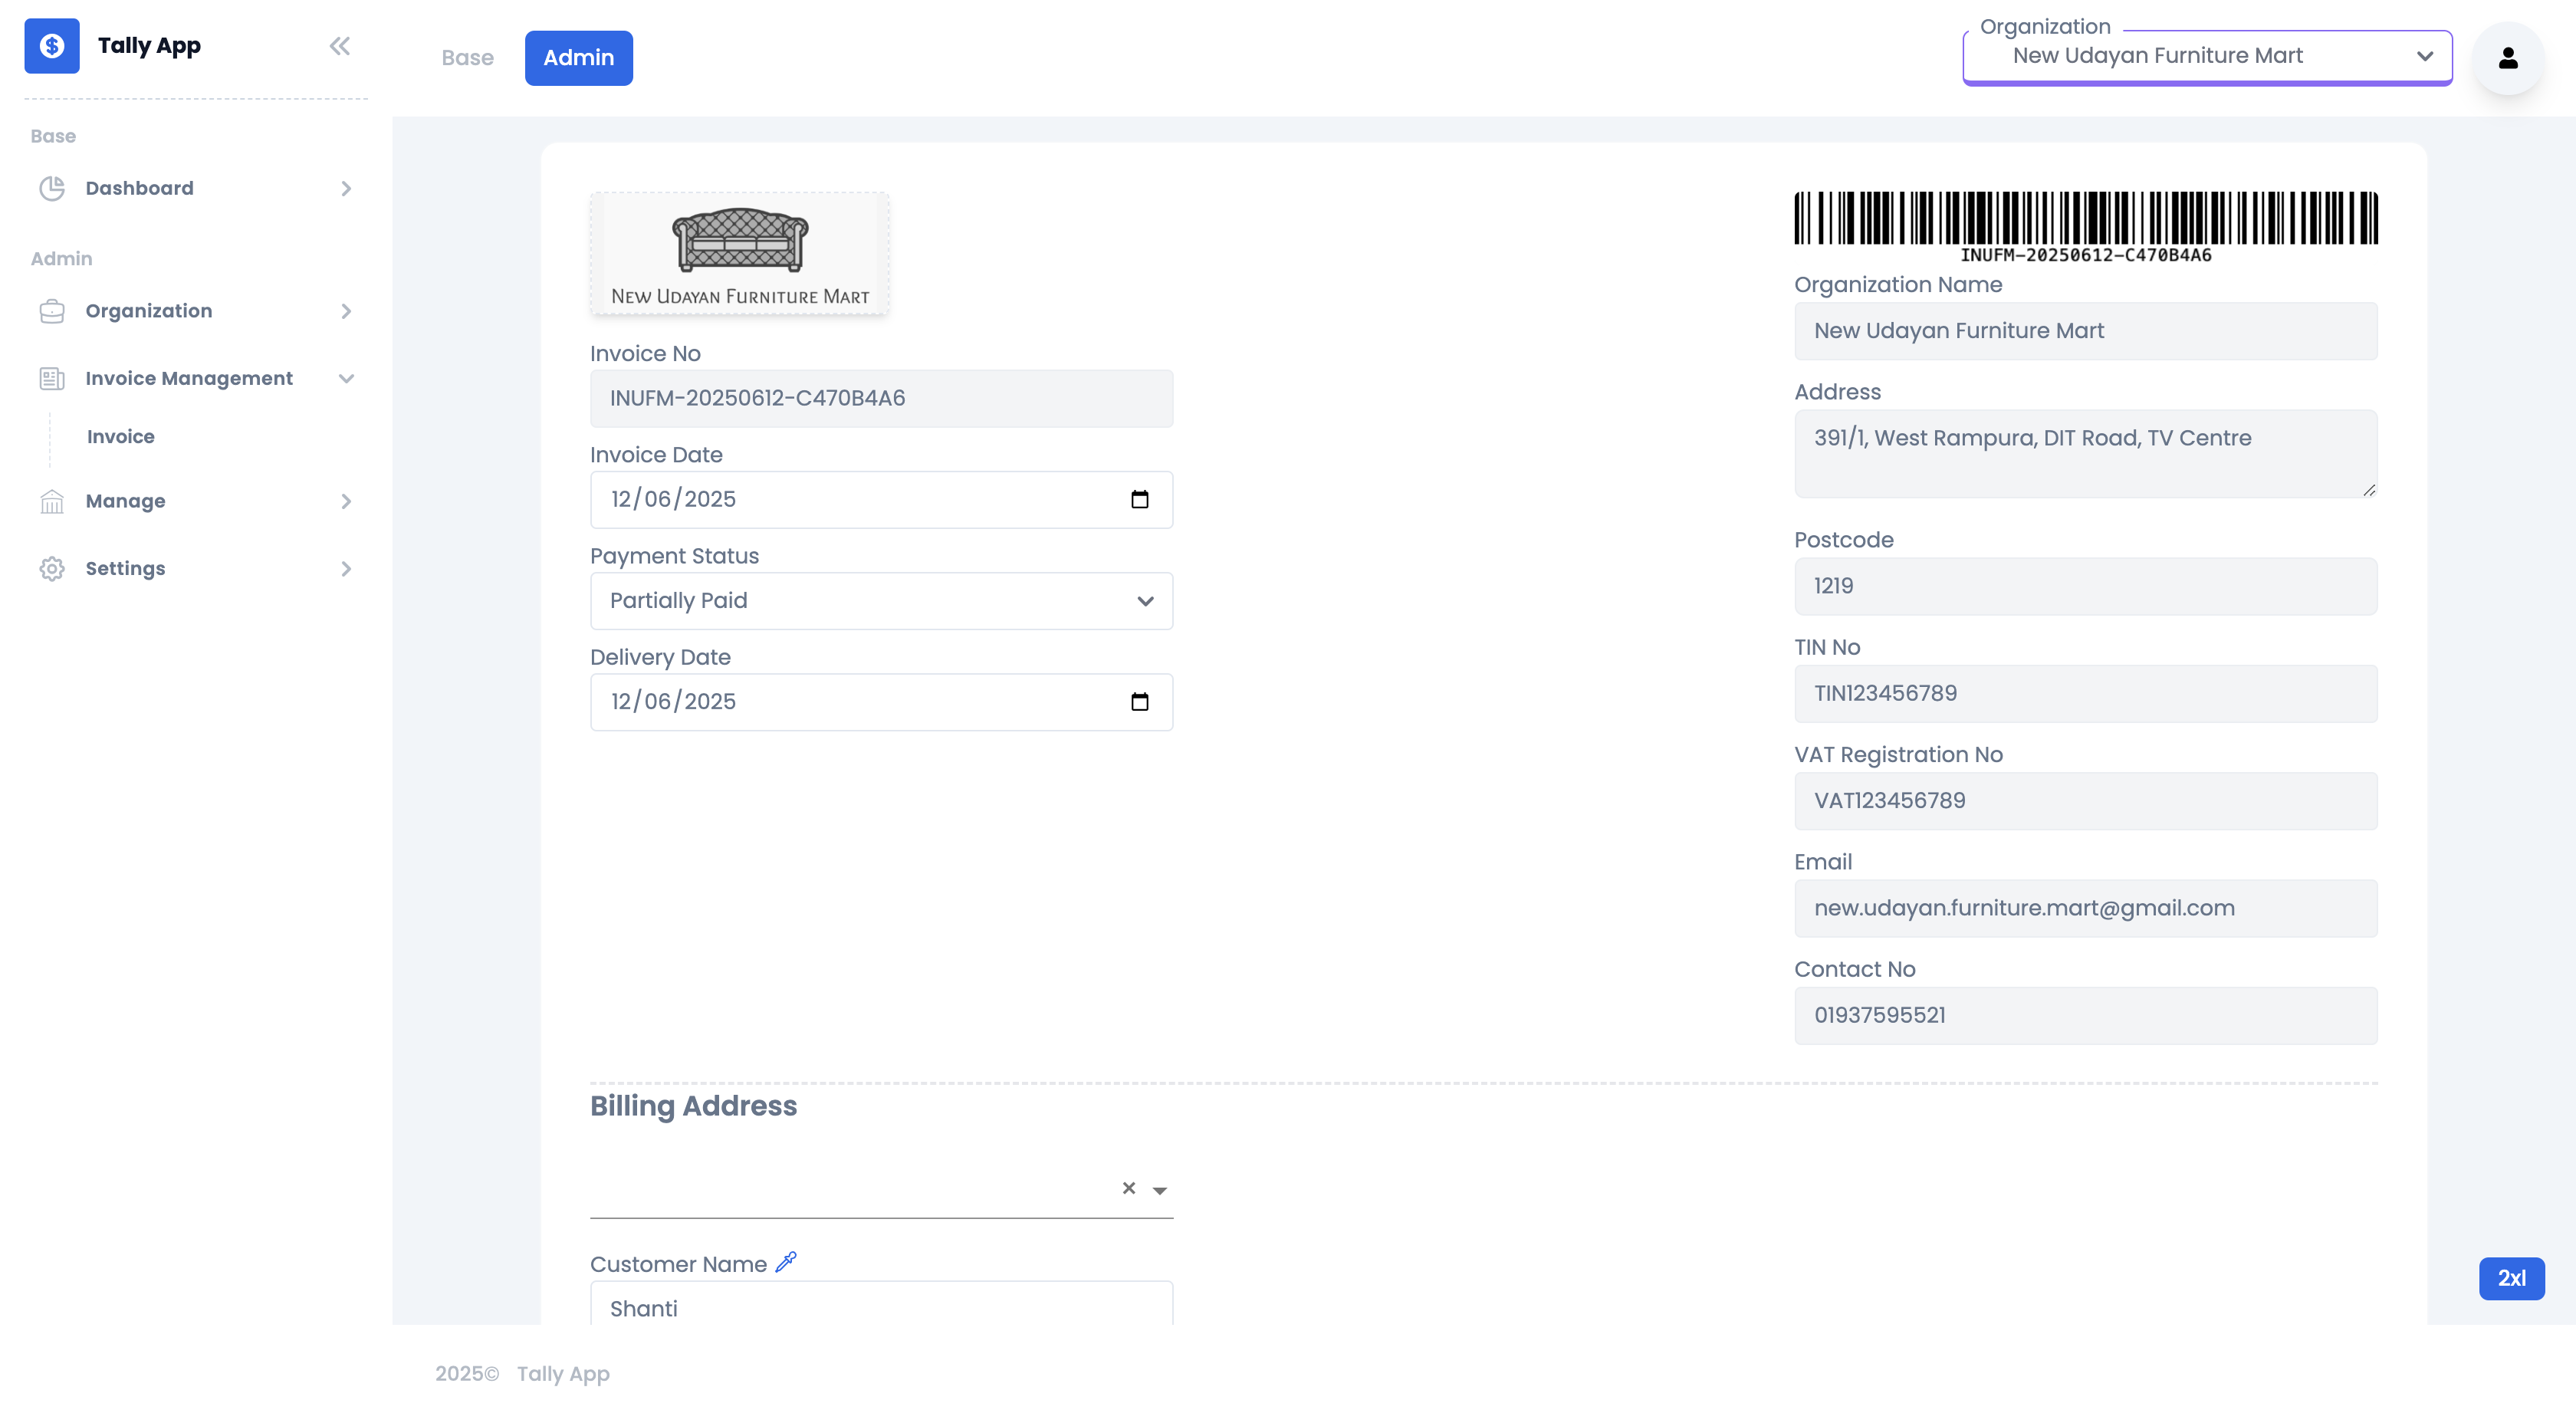 Tally App
Base
Dashboard
Admin
Organization
Invoice Management
Invoice
Manage
Settings
Base
Admin
Organization
New Udayan Furniture Mart
New Udayan Furniture Mart
Invoice No
INUFM-20250612-C470B4A6
Invoice Date
12/06/2025
Payment Status
Partially Paid
Delivery Date
12/06/2025
INUFM-20250612-C470B4A6
Organization Name
New Udayan Furniture Mart
Address
391/1, West Rampura, DIT Road, TV Centre
Postcode
1219
TIN No
TIN123456789
VAT Registration No
VAT123456789
Email
new.udayan.furniture.mart@gmail.com
Contact No
01937595521
Billing Address
Customer Name
Shanti
2xl
2025© Tally App